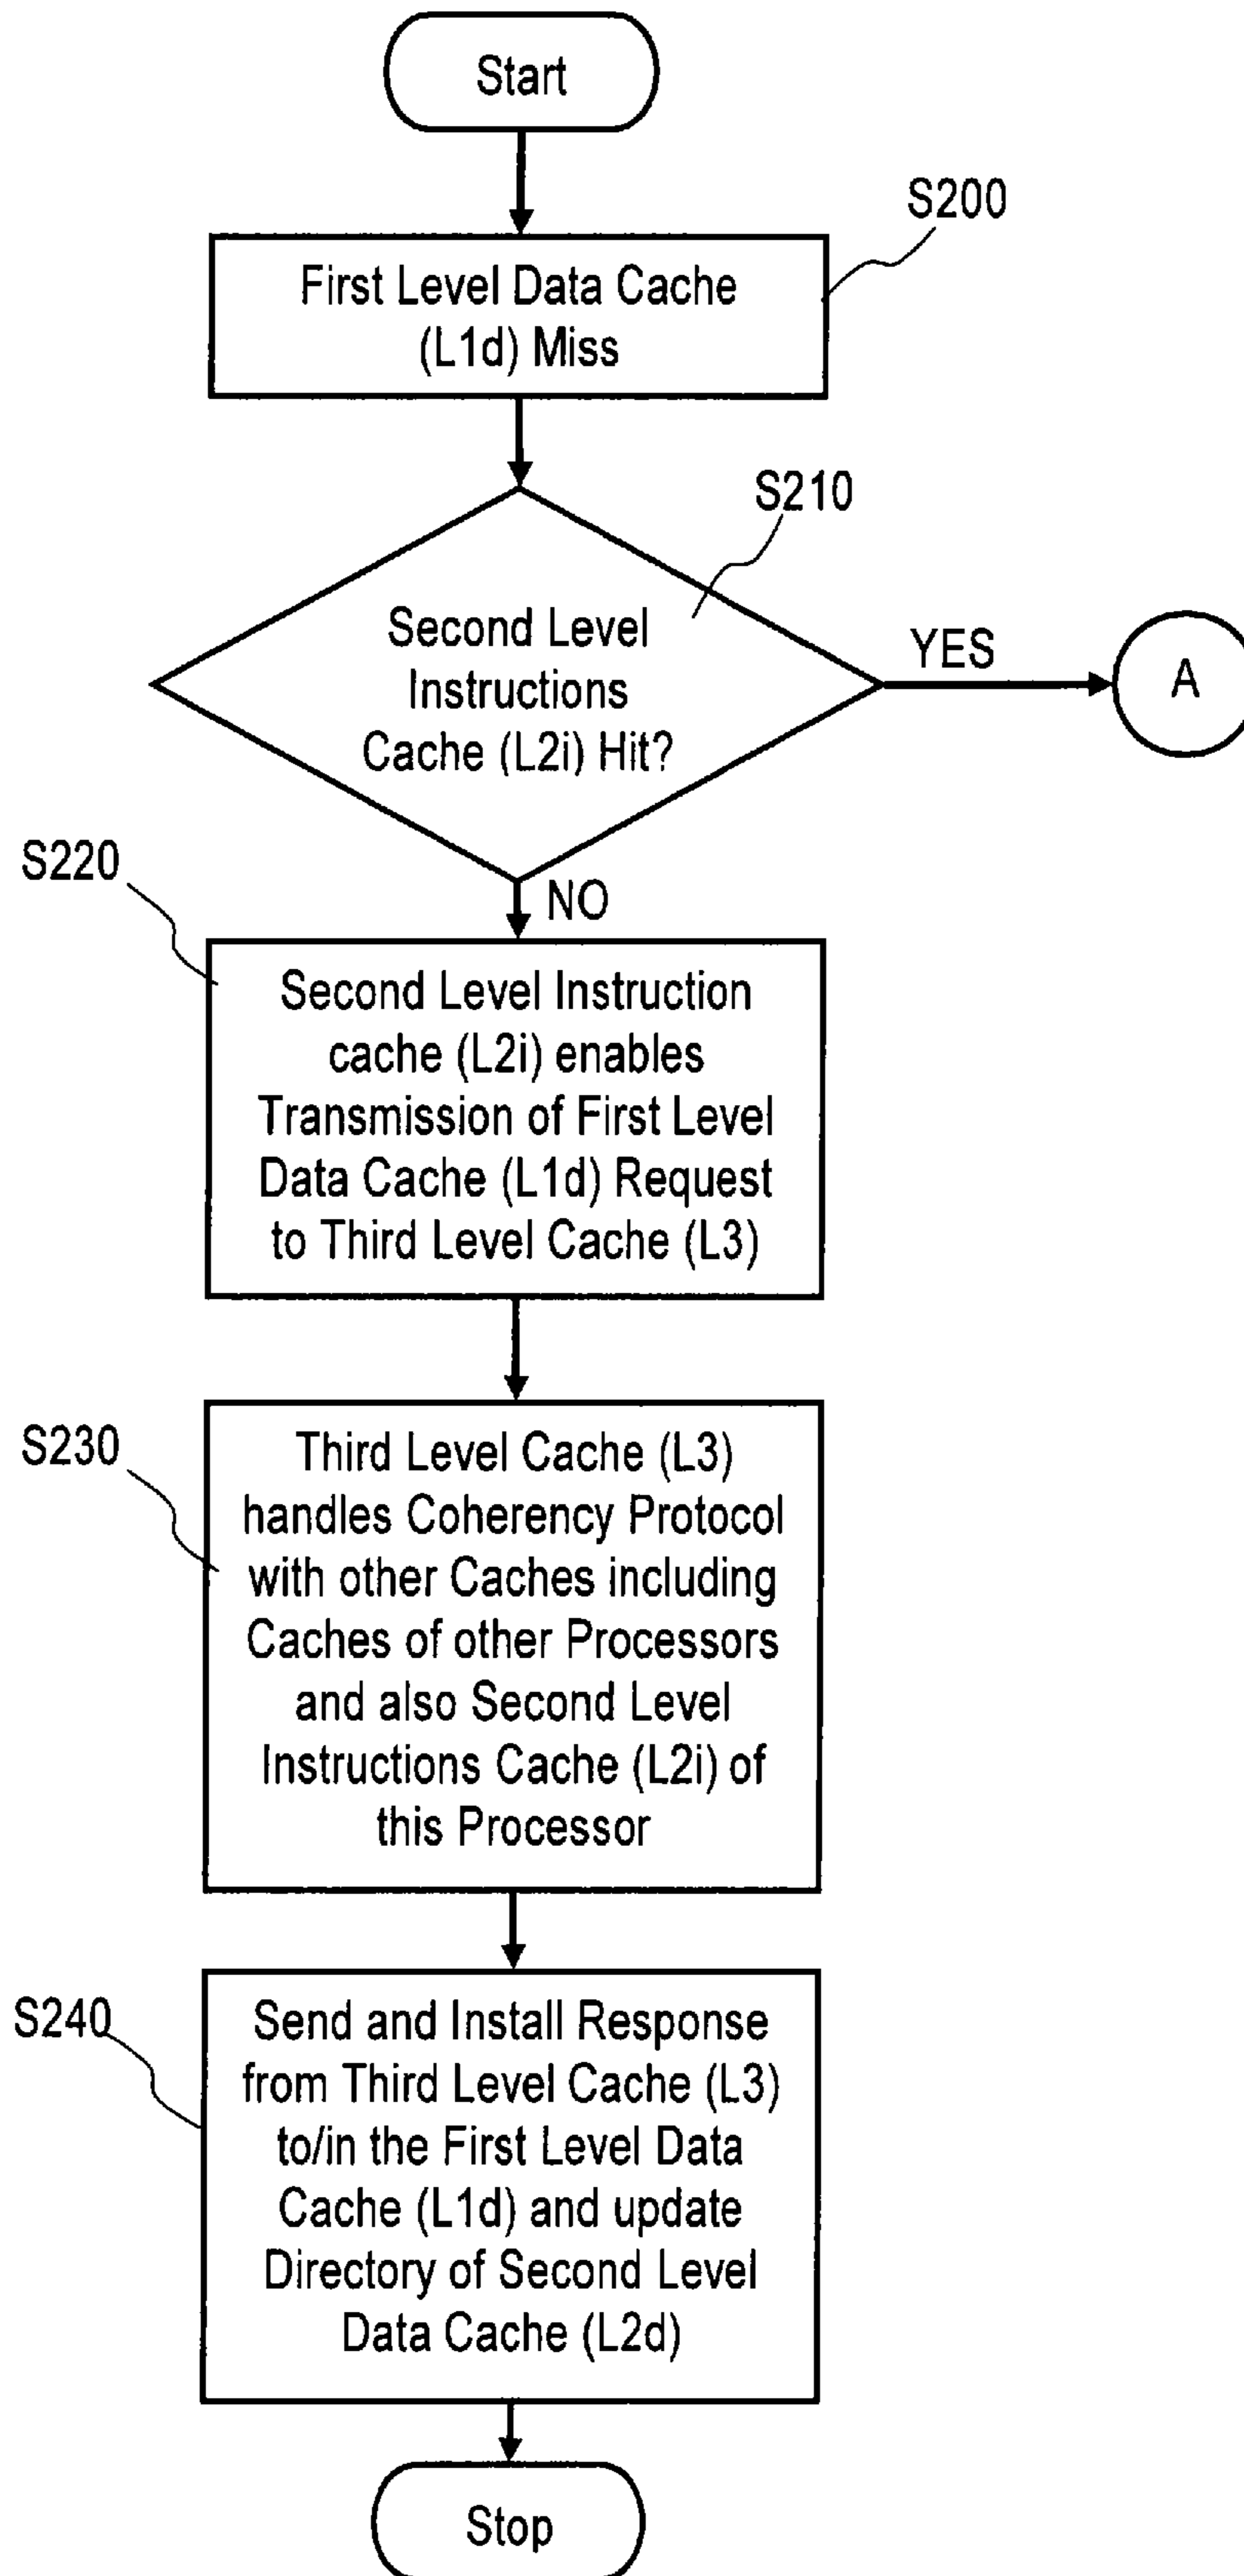 Start
S200
First Level Data Cache
(L1d) Miss
S210
Second Level
Instructions
Cache (L2i) Hit?
YES
A
S220
NO
Second Level Instruction
cache (L2i) enables
Transmission of First Level
Data Cache (L1d) Request
to Third Level Cache (L3)
S230
Third Level Cache (L3)
handles Coherency Protocol
with other Caches including
Caches of other Processors
and also Second Level
Instructions Cache (L2i) of
this Processor
S240
Send and Install Response
from Third Level Cache (L3)
to/in the First Level Data
Cache (L1d) and update
Directory of Second Level
Data Cache (L2d)
Stop